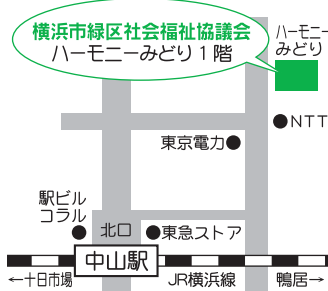 横浜市緑区社会福祉協議会
ハーモニーみどり1階
ハーモニー
みどり
●NTT
東京電力●
駅ビル
コラル
●
北口
●東急ストア
中山駅
←十日市場
JR横浜線
鴨居→